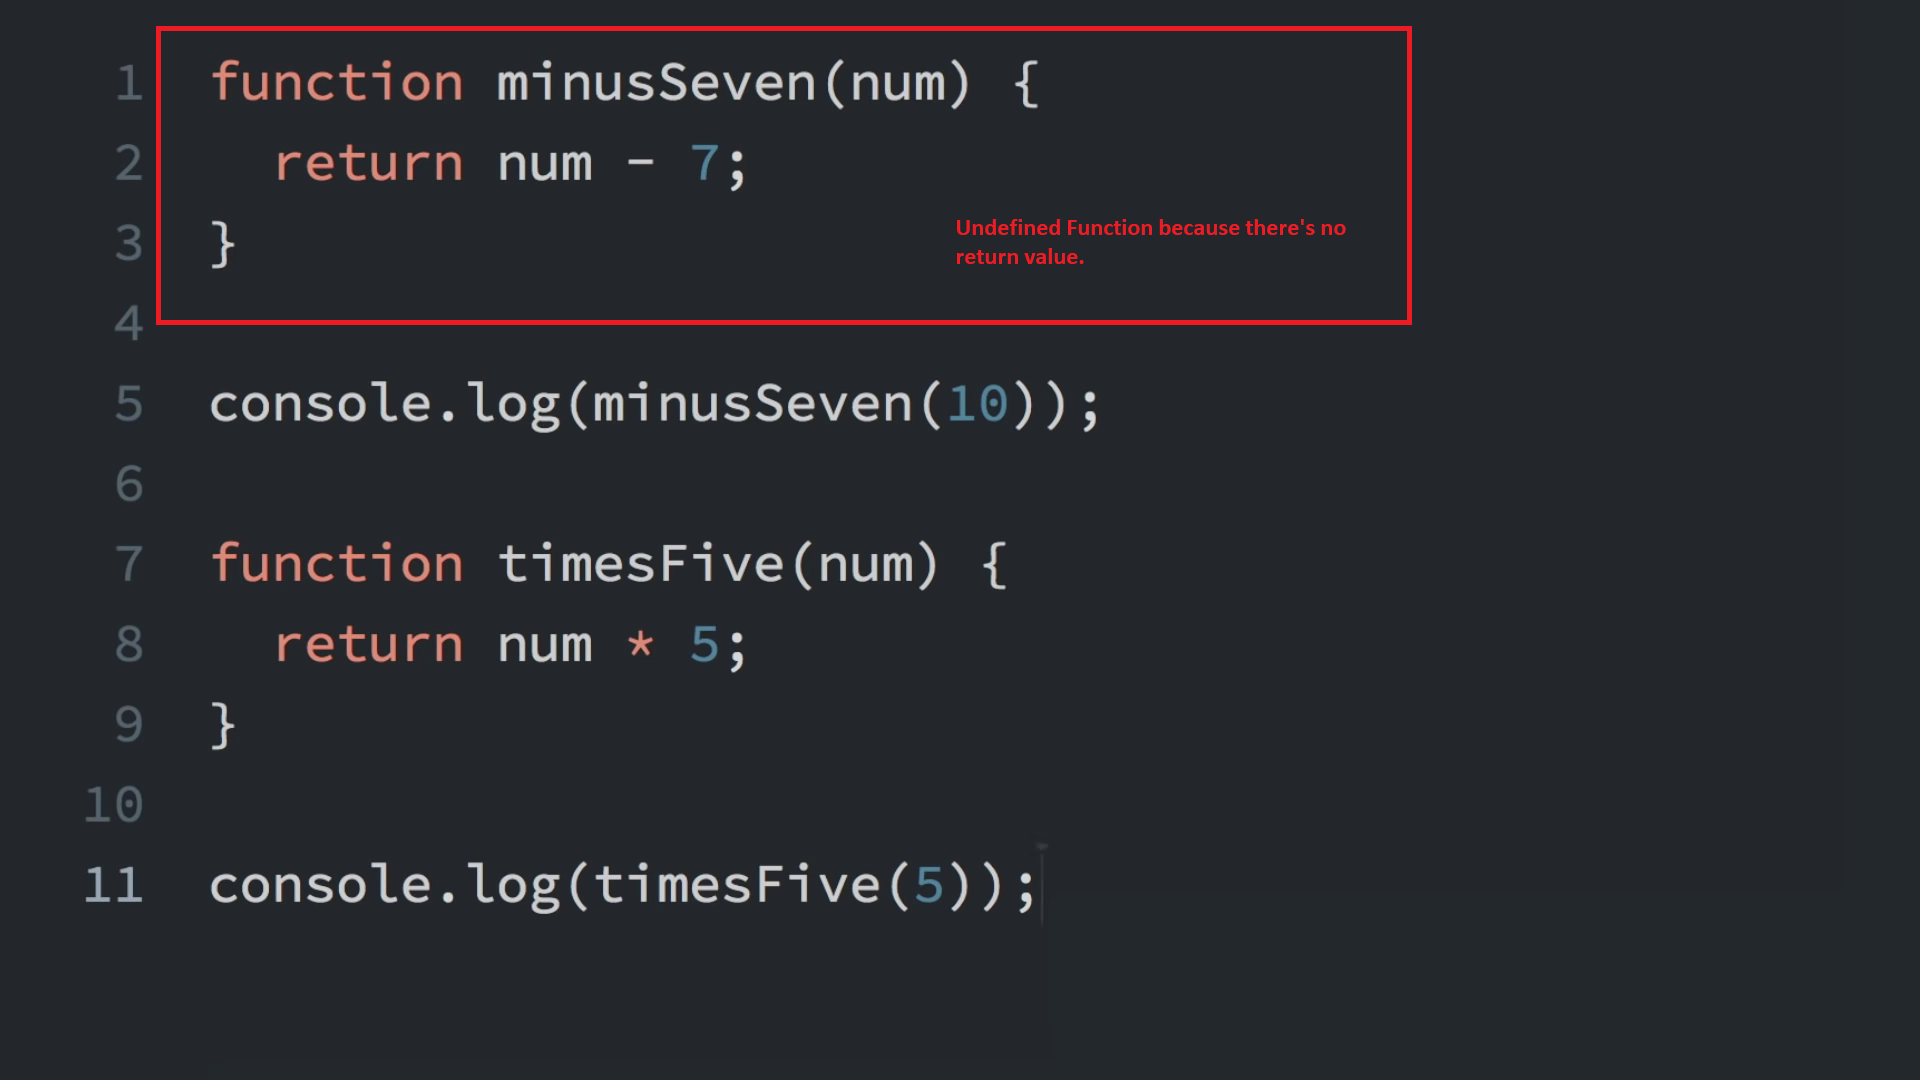 1 function minusSeven(num) {
2 return num - 7;
3 }
Undefined Function because there's no
return value.
4
5 console.log(minusSeven(10));
6
7 function timesFive(num) {
8 return num * 5;
9 }
10
11 console.log(timesFive(5));